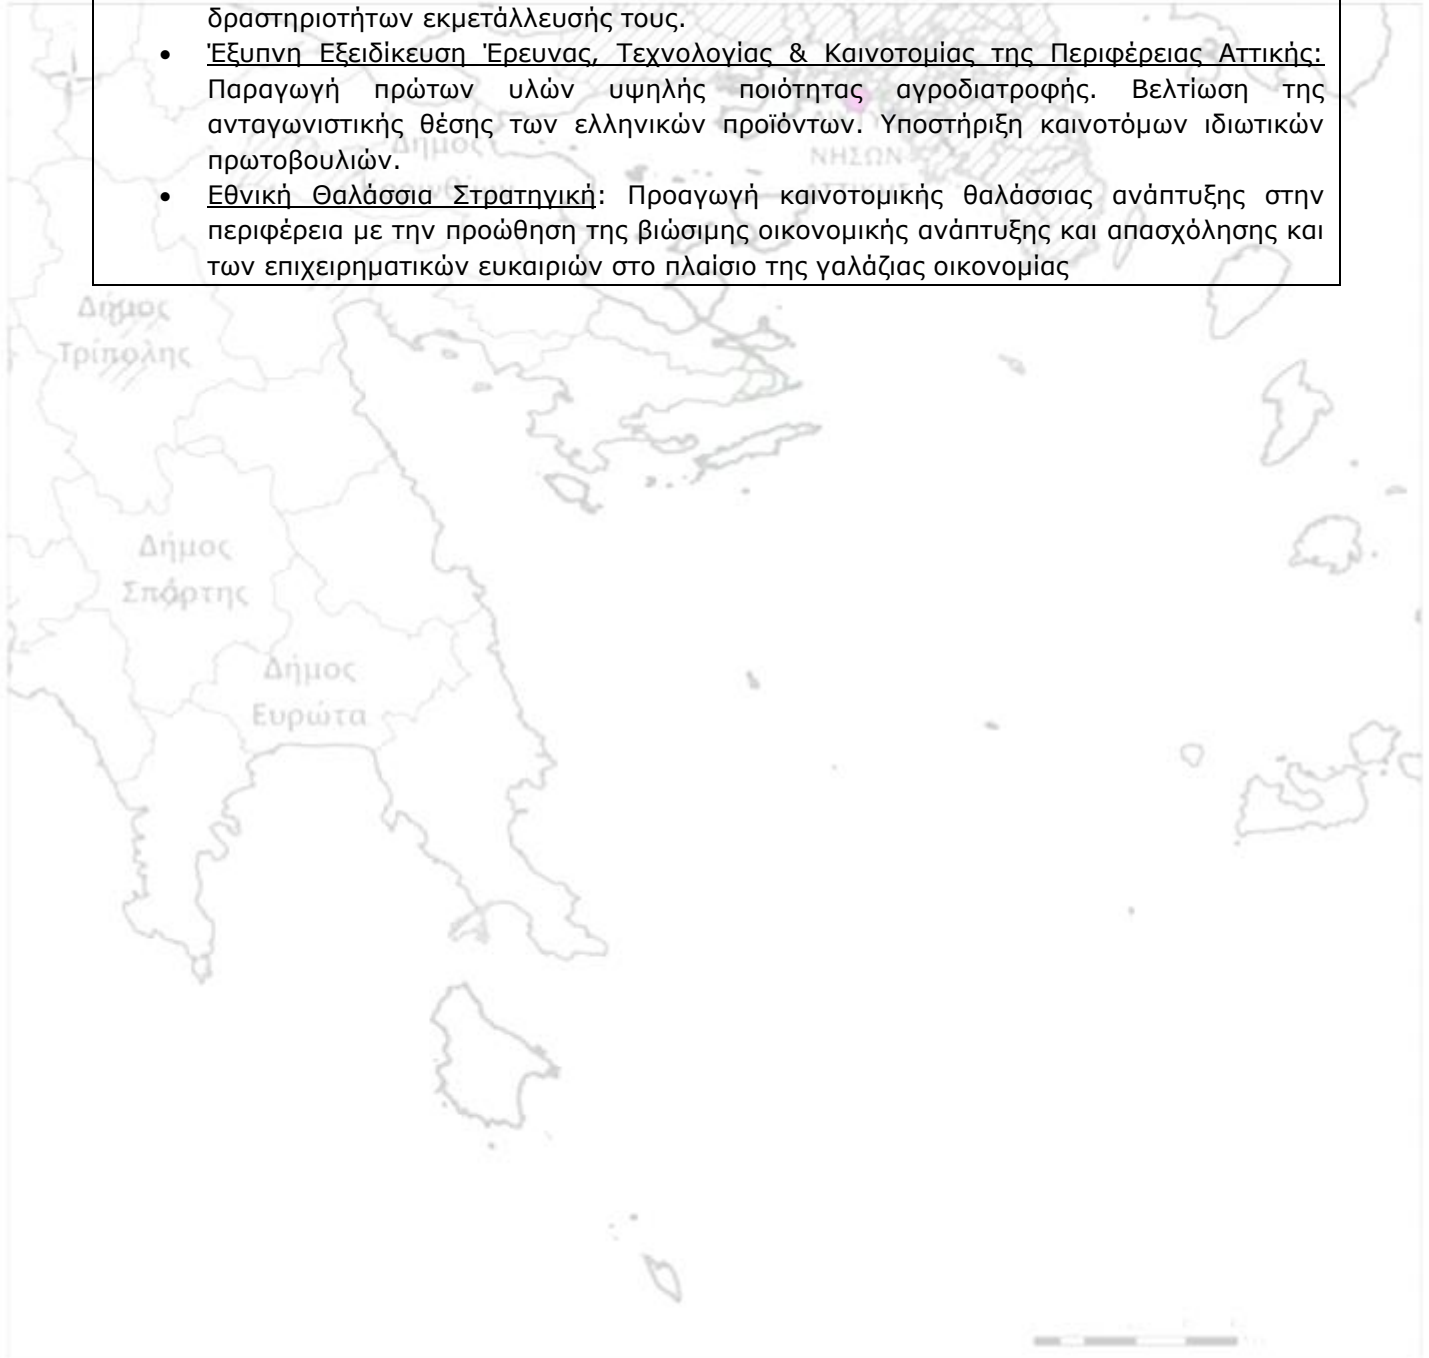 δραστηριοτήτων εκμετάλλευσής τους.
• Έξυπνη Εξειδίκευση Έρευνας, Τεχνολογίας & Καινοτομίας της Περιφέρειας Αττικής:
Παραγωγή πρώτων υλών υψηλής ποιότητας αγροδιατροφής. Βελτίωση της
ανταγωνιστικής θέσης των ελληνικών προϊόντων. Υποστήριξη καινοτόμων ιδιωτικών
πρωτοβουλιών.
• Εθνική Θαλάσσια Στρατηγική: Προαγωγή καινοτομικής θαλάσσιας ανάπτυξης στην
περιφέρεια με την προώθηση της βιώσιμης οικονομικής ανάπτυξης και απασχόλησης και
των επιχειρηματικών ευκαιριών στο πλαίσιο της γαλάζιας οικονομίας
Δήμος
ΝΗΣΩΝ
Δήμος
Τρίπολης
Δήμος
Σπάρτης
Δήμος
Ευρώτα